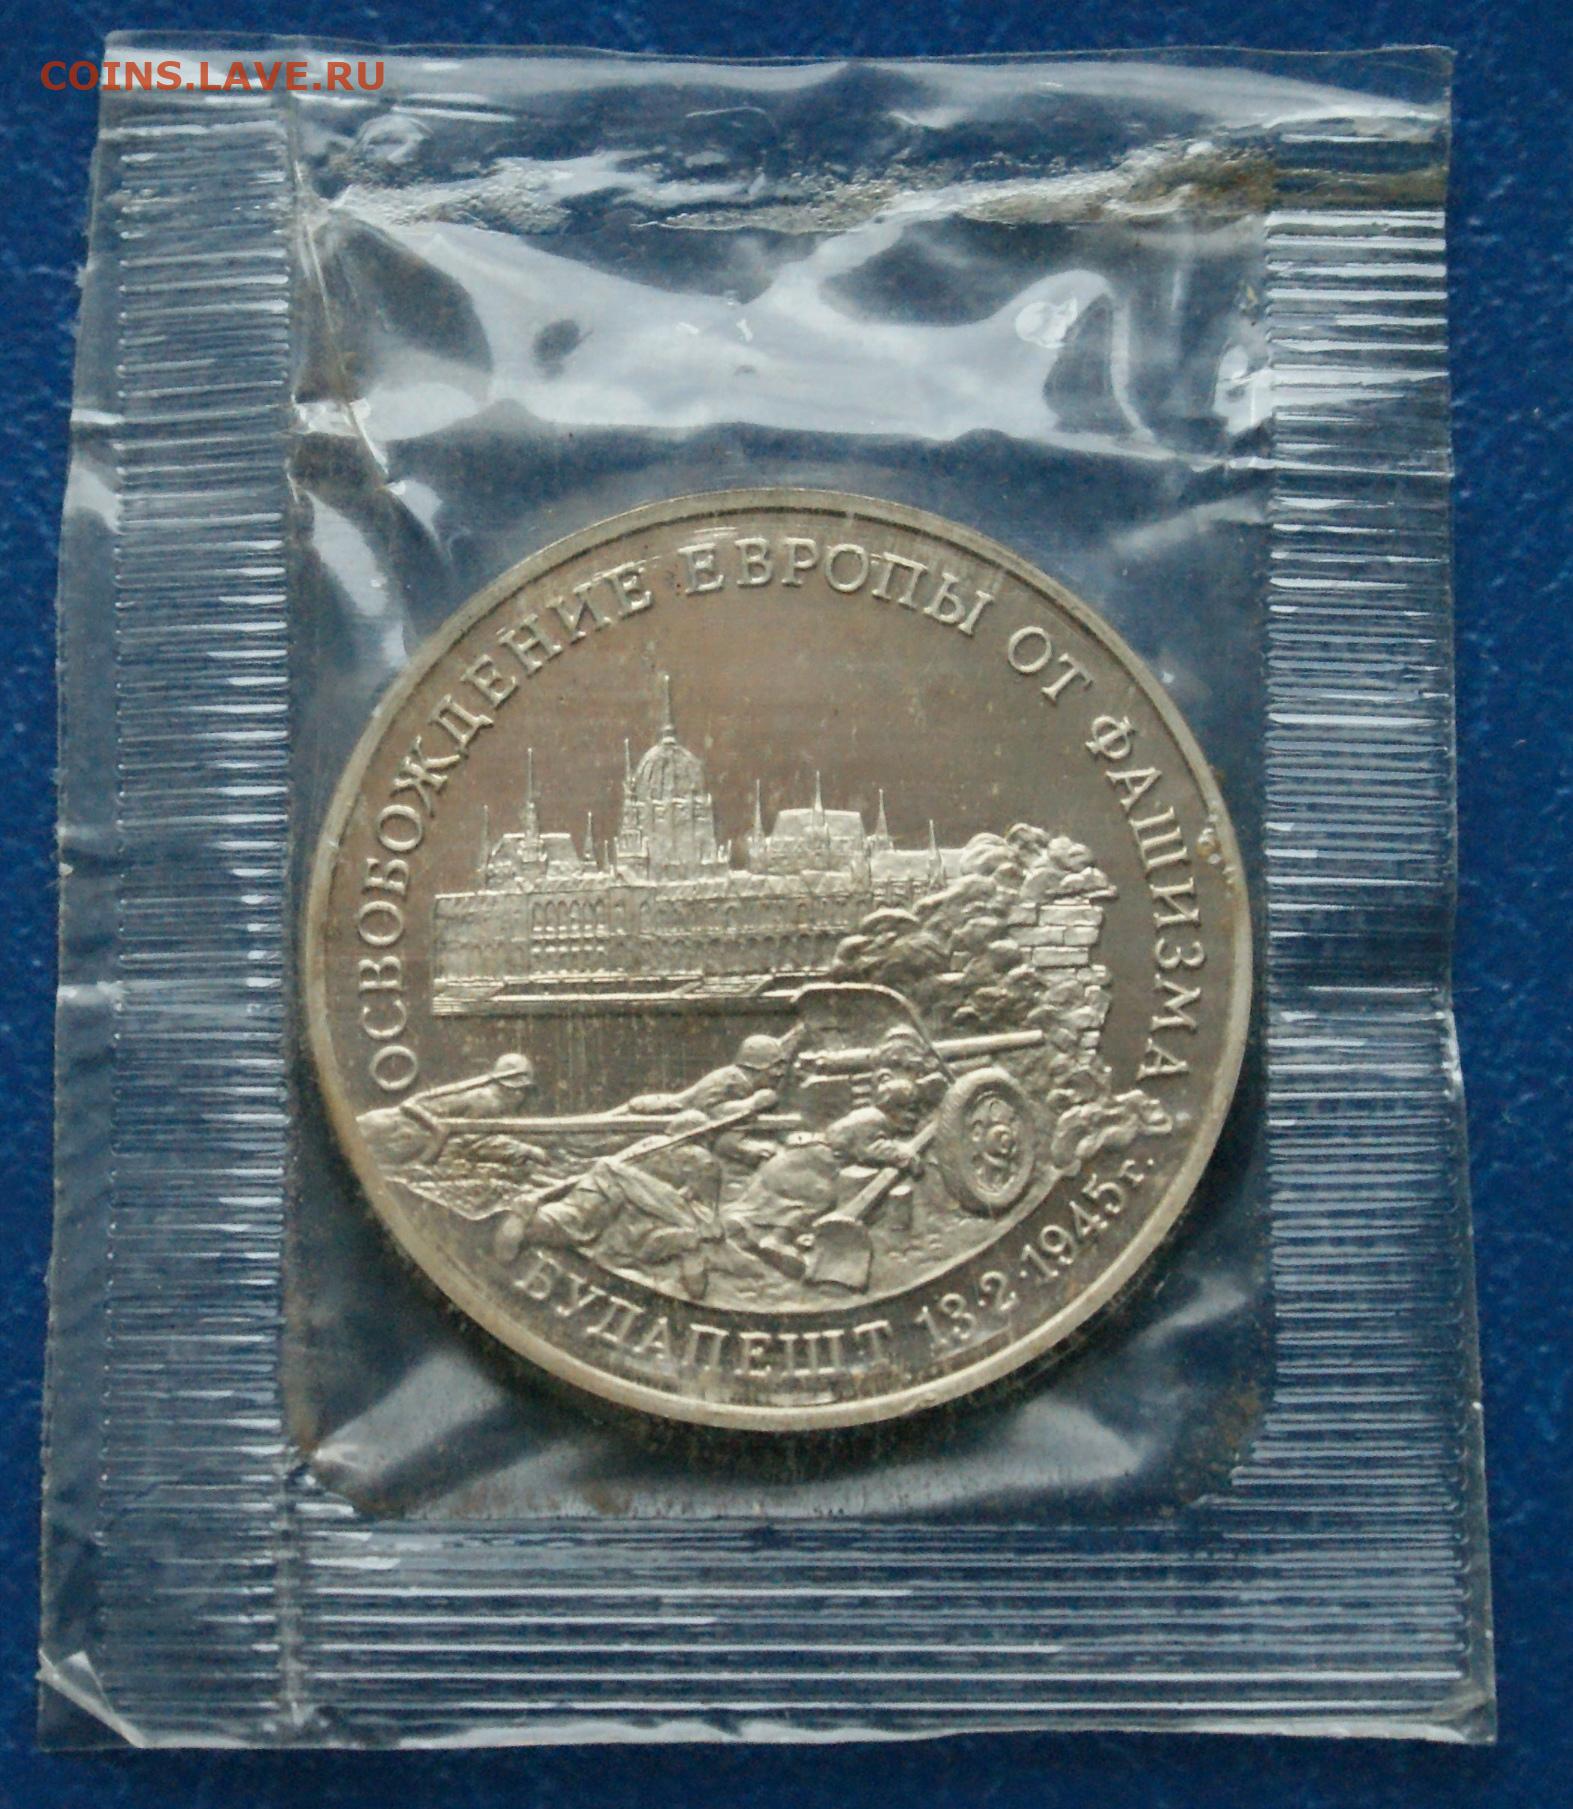 COINS.LAVE.RU
ОСВОБОЖДЕНИЕ ЕВРОПЫ ОТ ФАШИЗМА
БУДАПЕШТ 13·2·1945г.